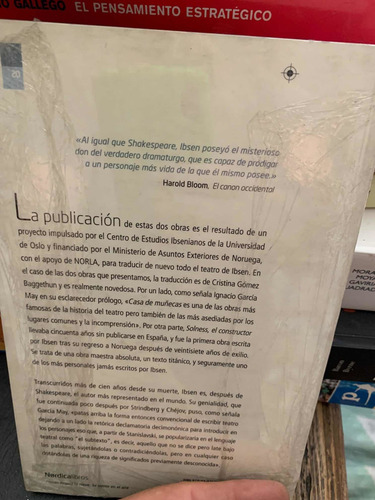 O GALLEGO EL PENSAMIENTO ESTRATÉGICO
«Al igual que Shakespeare, Ibsen poseyó el misterioso
don del verdadero dramaturgo, que es capaz de pródigar
a un personaje más vida de la que él mismo posee.»
Harold Bloom, El canon occidental
La publicación de estas dos obras es el resultado de un
proyecto impulsado por el Centro de Estudios Ibsenianos de la Universidad
de Oslo y financiado por el Ministerio de Asuntos Exteriores de Noruega,
con el apoyo de NORLA, para traducir de nuevo todo el teatro de Ibsen. En
el caso de las dos obras que presentamos, la traducción es de Cristina Gómez
Baggethun y es realmente novedosa. Por un lado, como señala Ignacio García
May en su esclarecedor prólogo, «Casa de muñecas es una de las obras más
famosas de la historia del teatro pero también de las más asediadas por los
lugares comunes y la incomprensión». Por otra parte, Solness, el constructor
llevaba cincuenta años sin publicarse en España, y fue la primera obra escrita
por Ibsen tras su regreso a Noruega después de veintisiete años de exilio.
Se trata de una obra maestra absoluta, un texto titánico, y seguramente uno
de los más personales jamás escritos por Ibsen.
Transcurridos más de cien años desde su muerte, Ibsen es, después de
Shakespeare, el autor más representado en el mundo. Su genialidad, que
fue continuada poco después por Strindberg y Chéjov, puso, como señala
García May, «patas arriba la forma entonces convencional de escribir teatro
dejando a un lado la retórica declamatoria decimonónica para introducir en
los personajes eso que, a partir de Stanislavski, se popularizaría en el lenguaje
teatral como "el subtexto", es decir, aquello que no se dice pero late bajo
las palabras, sujetándolas o contradiciéndolas, pero en cualquier caso
dotándolas de una riqueza de significados previamente desconocida».
Nórdicalibros